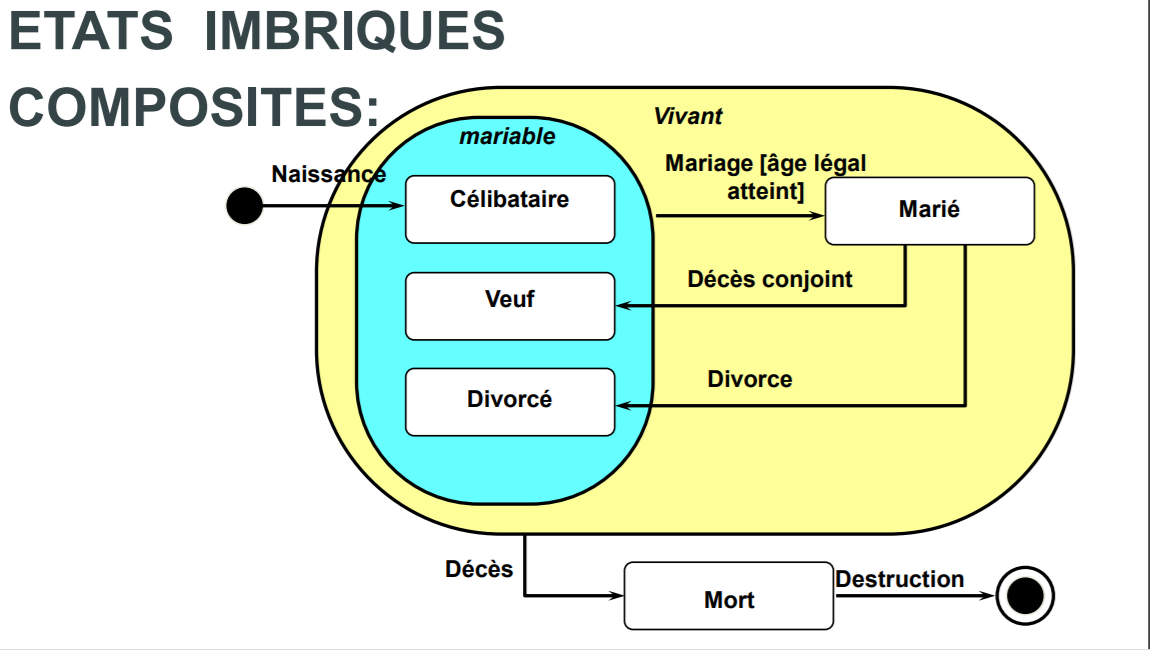 ETATS IMBRIQUES
COMPOSITES:
Vivant
mariable
Mariage [âge légal
atteint]
Naissance
Célibataire
Marié
Décès conjoint
Veuf
Divorce
Divorcé
Décès
Destruction
Mort